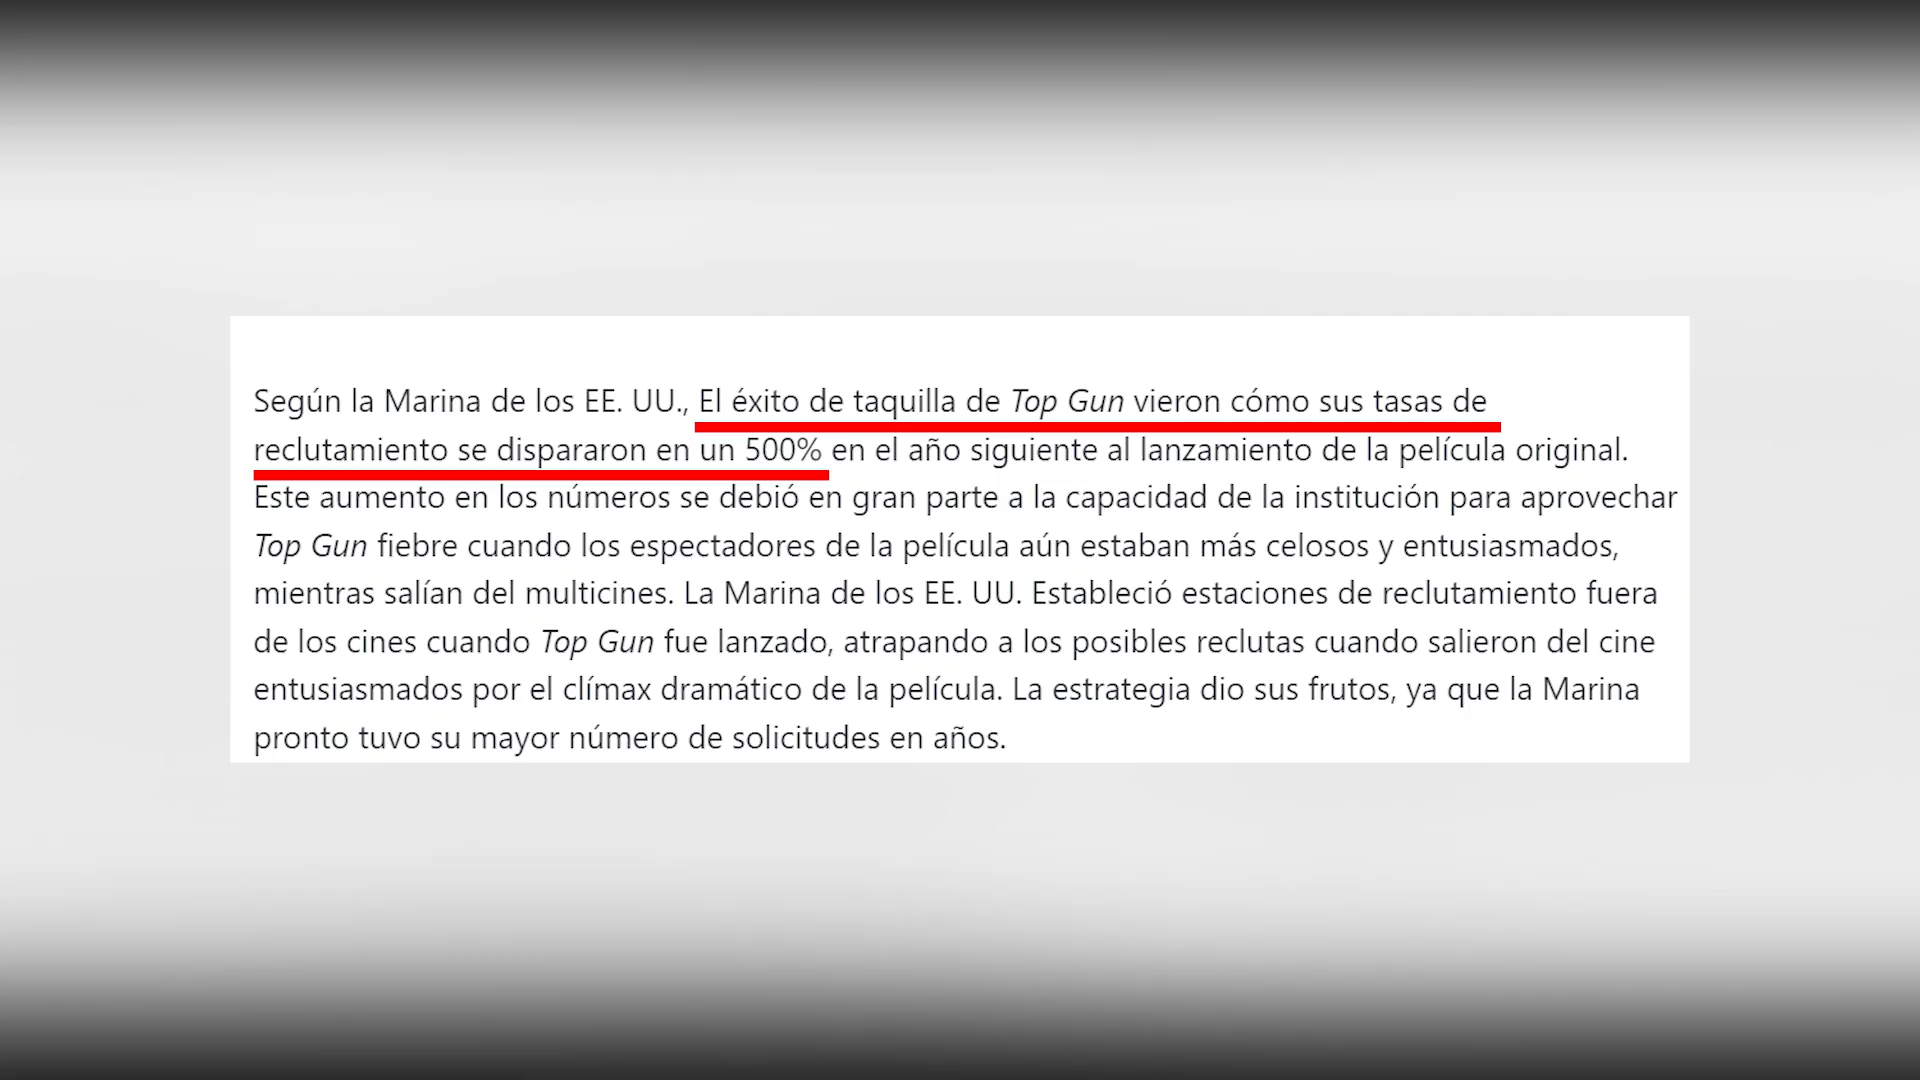 Según la Marina de los EE. UU., El éxito de taquilla de Top Gun vieron cómo sus tasas de
reclutamiento se dispararon en un 500% en el año siguiente al lanzamiento de la película original.
Este aumento en los números se debió en gran parte a la capacidad de la institución para aprovechar
Top Gun fiebre cuando los espectadores de la película aún estaban más celosos y entusiasmados,
mientras salían del multicines. La Marina de los EE. UU. Estableció estaciones de reclutamiento fuera
de los cines cuando Top Gun fue lanzado, atrapando a los posibles reclutas cuando salieron del cine
entusiasmados por el clímax dramático de la película. La estrategia dio sus frutos, ya que la Marina
pronto tuvo su mayor número de solicitudes en años.